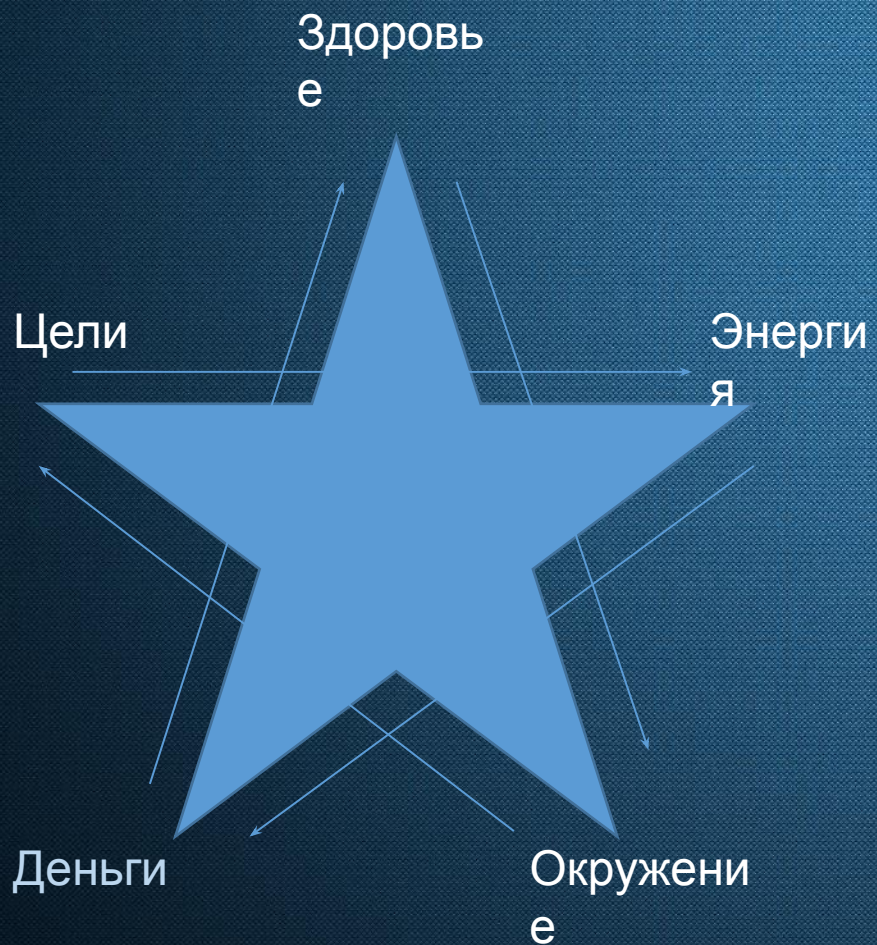 Здоровь
е
Цели
Энерги
я
Деньги
Окружени
е